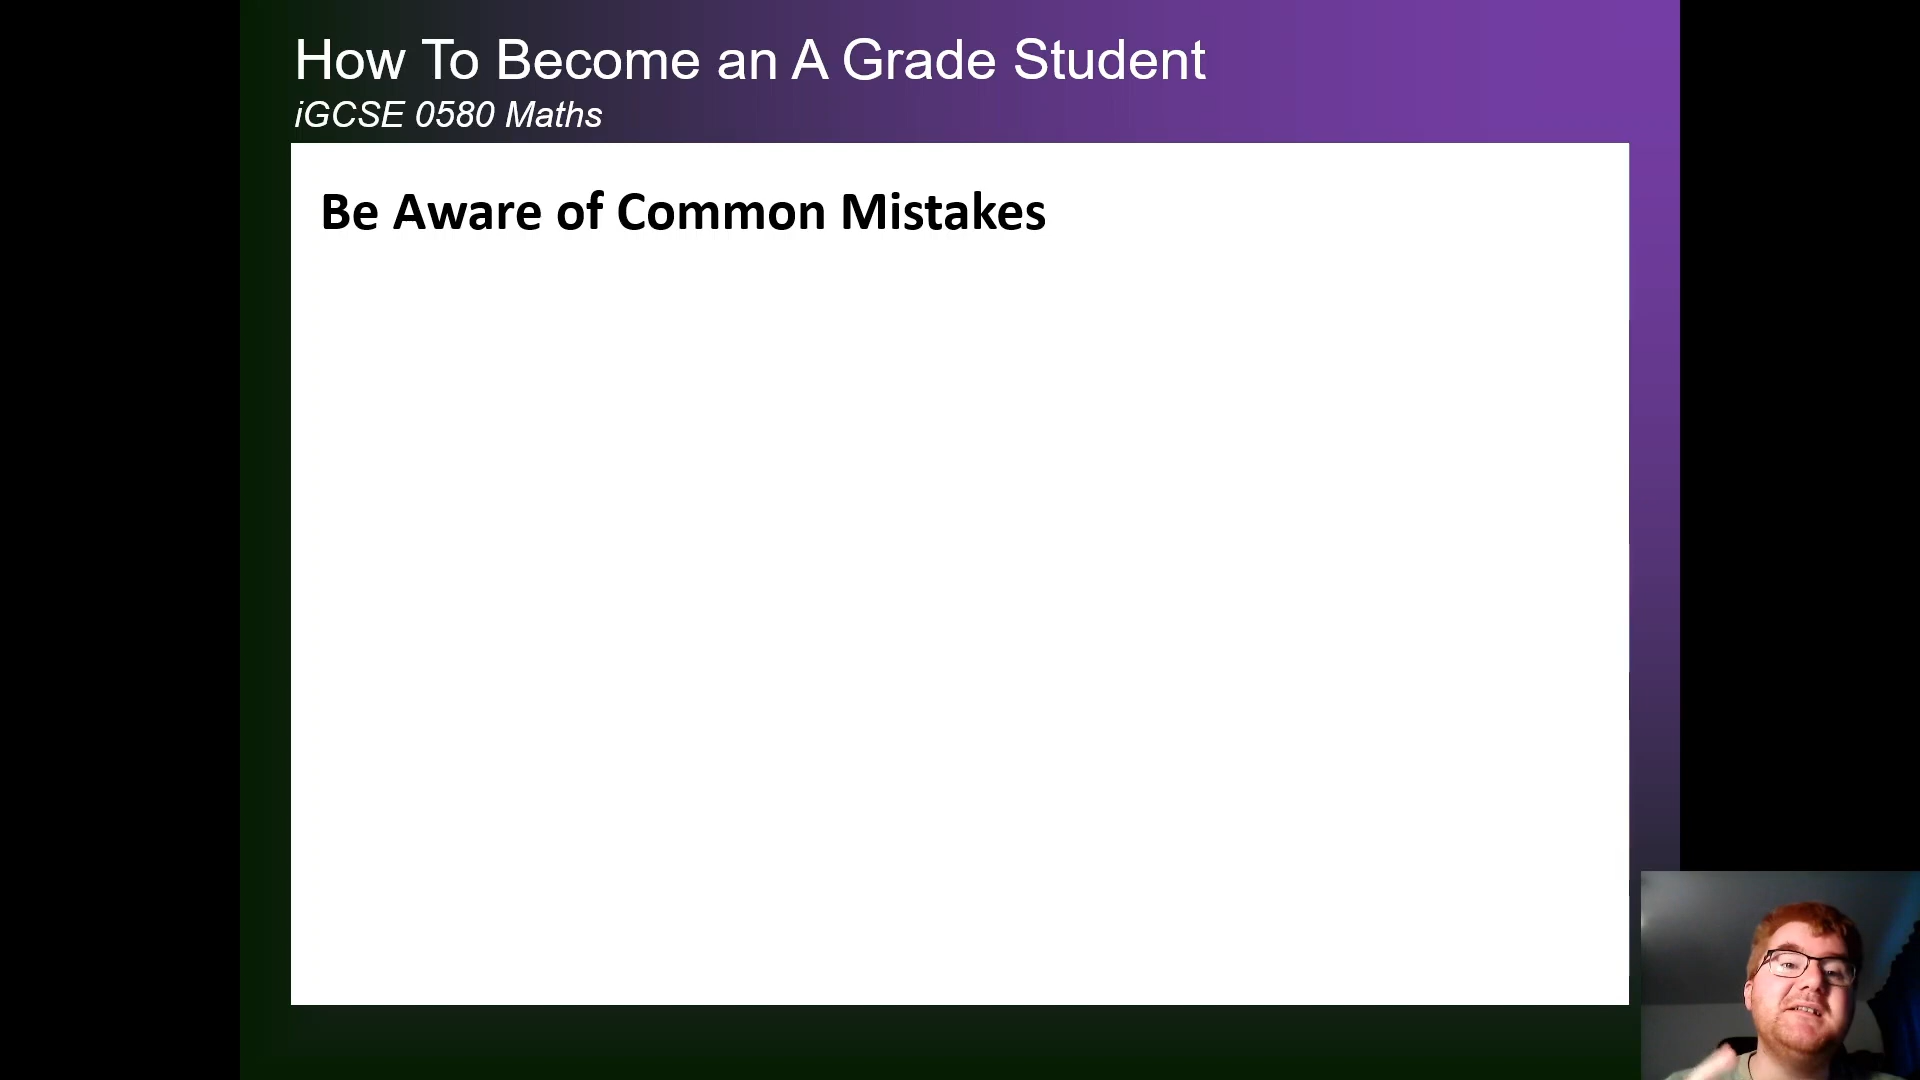 How To Become an A Grade Student
iGCSE 0580 Maths
Be Aware of Common Mistakes